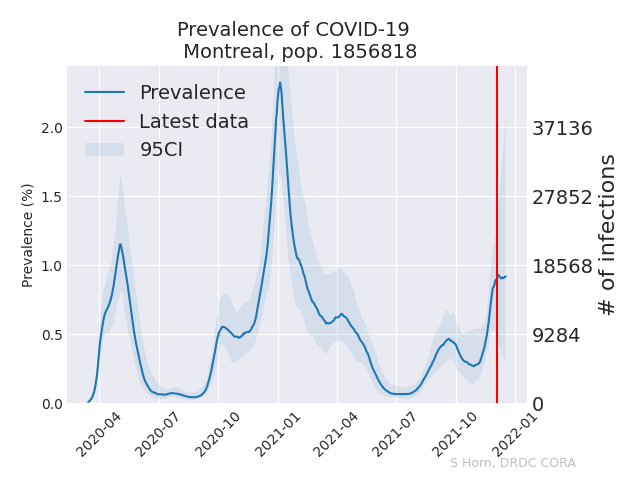 Prevalence of COVID-19
Montreal, pop. 1856818
Prevalence
Latest data
95CI
Prevalence (%)
2.0
1.5
1.0
0.5
0.0
37136
27852
18568
9284
0
# of infections
2020-04
2020-07
2020-10
2021-01
2021-04
2021-07
2021-10
2022-01
S Horn, DRDC CORA